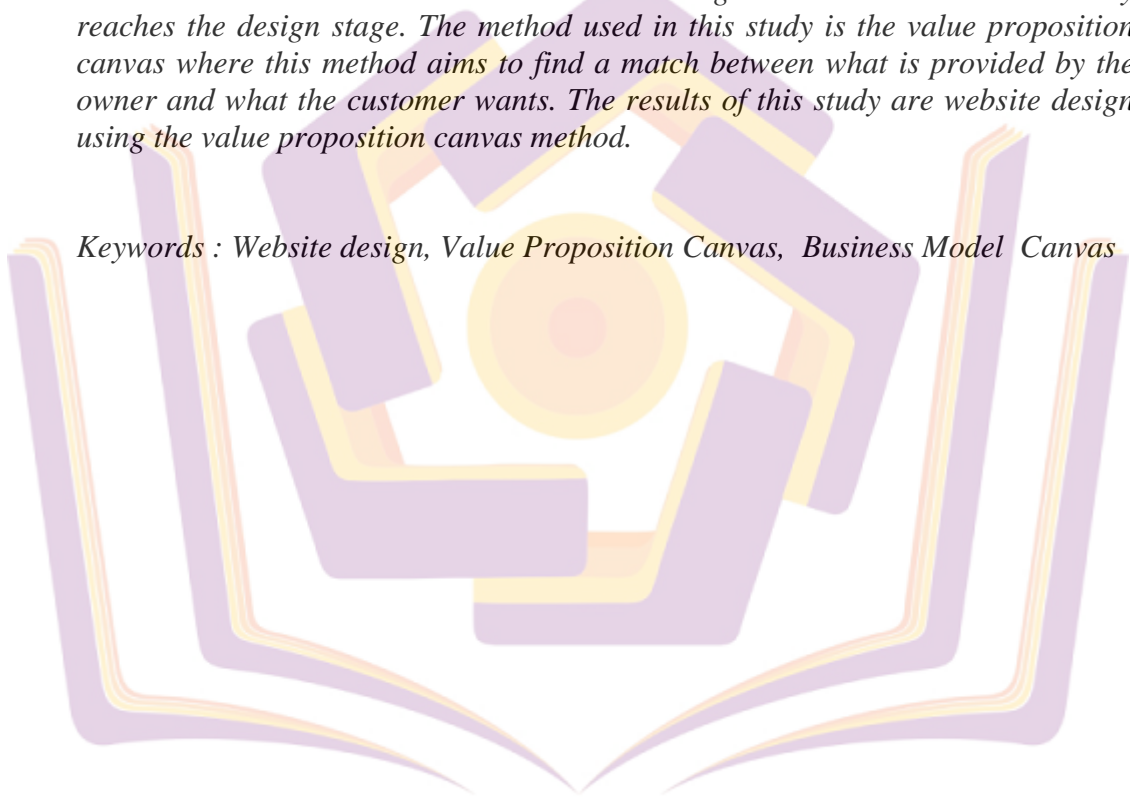 reaches the design stage. The method used in this study is the value proposition
canvas where this method aims to find a match between what is provided by the
owner and what the customer wants. The results of this study are website design
using the value proposition canvas method.
Keywords : Website design, Value Proposition Canvas, Business Model Canvas